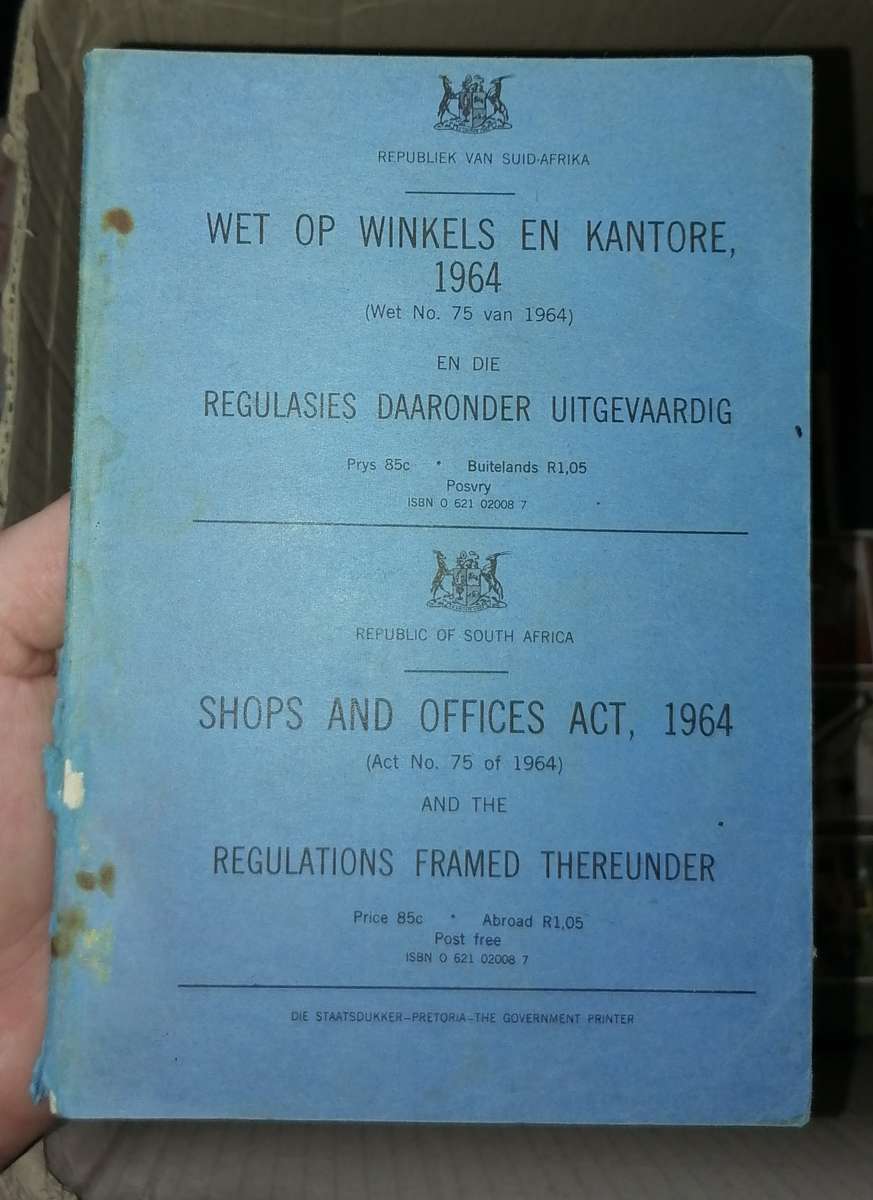 REPUBLIEK VAN SUID-AFRIKA
WET OP WINKELS EN KANTORE,
1964
(Wet No. 75 van 1964)
EN DIE
REGULASIES DAARONDER UITGEVAARDIG
Prys 85c • Buitelands R1,05
Posvry
ISBN 0 621 02008 7
REPUBLIC OF SOUTH AFRICA
SHOPS AND OFFICES ACT, 1964
(Act No. 75 of 1964)
AND THE
REGULATIONS FRAMED THEREUNDER
Price 85c • Abroad R1,05
Post free
ISBN 0 621 02008 7
DIE STAATSDUKKER—PRETORIA—THE GOVERNMENT PRINTER